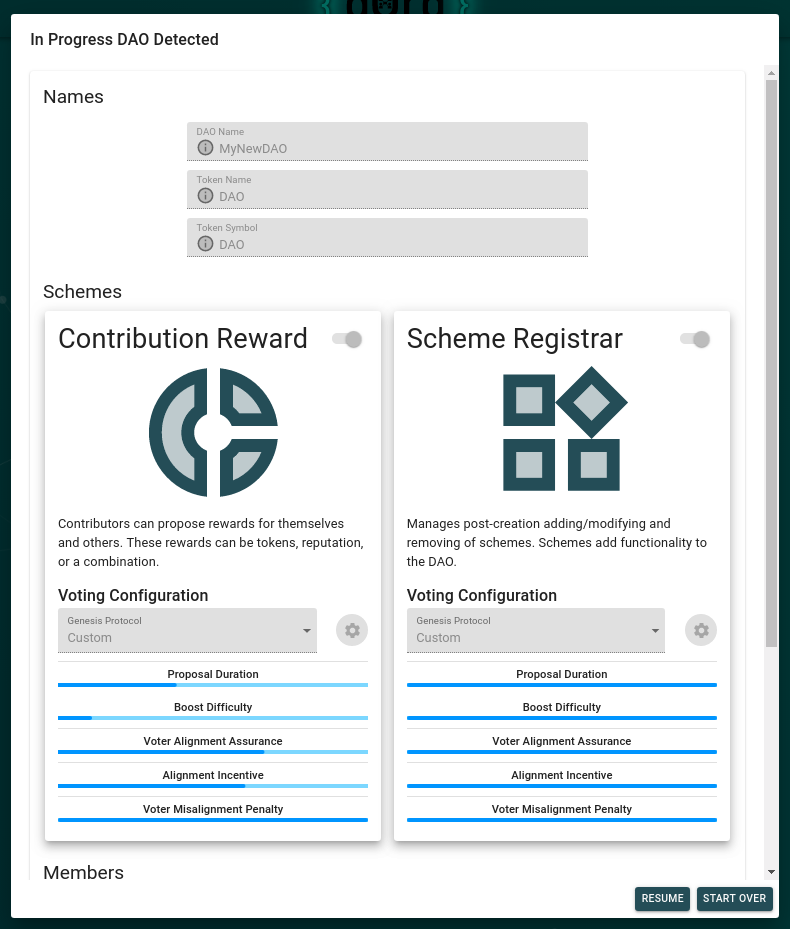 In Progress DAO Detected
Names
DAO Name
MyNewDAO
Token Name
DAO
Token Symbol
DAO
Schemes
Contribution Reward
Contributors can propose rewards for themselves
and others. These rewards can be tokens, reputation,
or a combination.
Voting Configuration
Genesis Protocol
Custom
Proposal Duration
Boost Difficulty
Voter Alignment Assurance
Alignment Incentive
Voter Misalignment Penalty
Scheme Registrar
Manages post-creation adding/modifying and
removing of schemes. Schemes add functionality to
the DAO.
Voting Configuration
Genesis Protocol
Custom
Proposal Duration
Boost Difficulty
Voter Alignment Assurance
Alignment Incentive
Voter Misalignment Penalty
Members
RESUME
START OVER